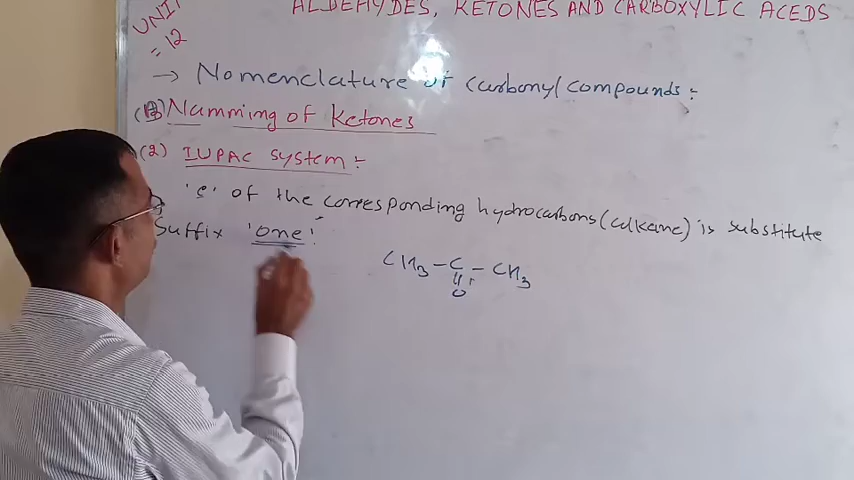 UNIT
= 12
ALDEHYDES, KETONES AND CARBOXYLIC ACEDS
→ Nomenclature of carbonyl compounds:
(B) Namming of Ketones
(2) IUPAC system:-
'e' of the corresponding hydrocarbons (alkane) is substitute
Suffix 'one'.
CH3 - C - CH3
||
O